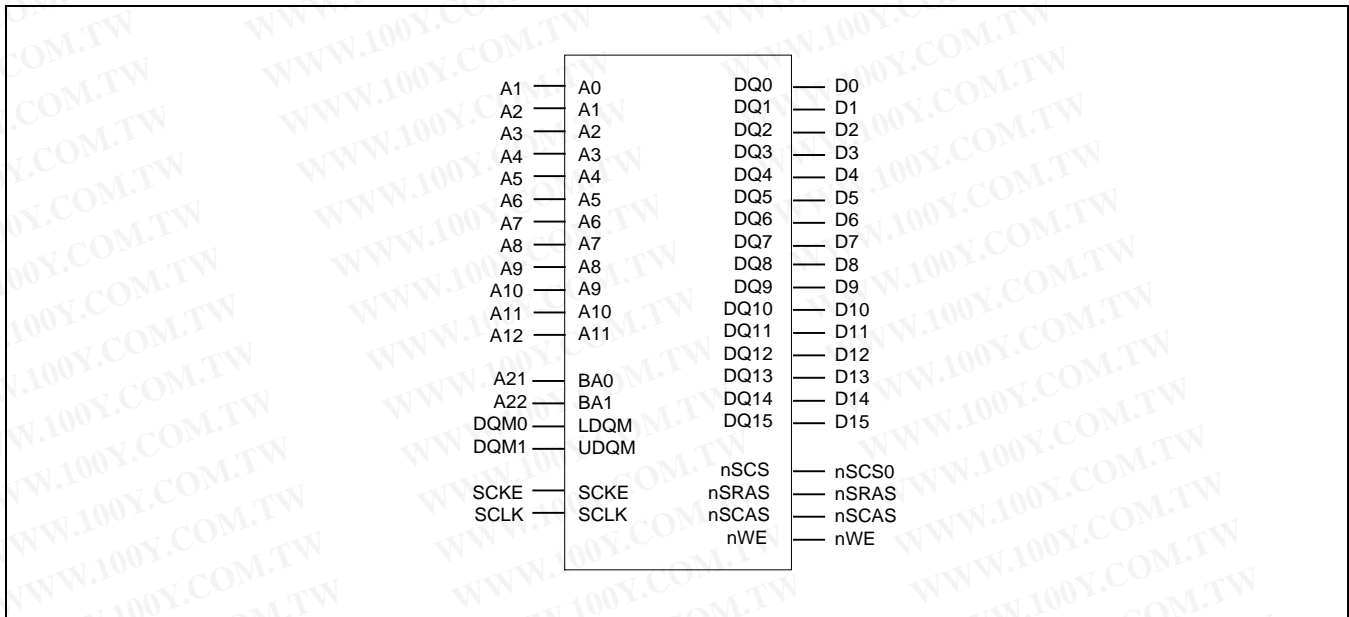 A1 A0 DQ0 D0
A2 A1 DQ1 D1
A3 A2 DQ2 D2
A4 A3 DQ3 D3
A5 A4 DQ4 D4
A6 A5 DQ5 D5
A7 A6 DQ6 D6
A8 A7 DQ7 D7
A9 A8 DQ8 D8
A10 A9 DQ9 D9
A11 A10 DQ10 D10
A12 A11 DQ11 D11
DQ12 D12
A21 BA0 DQ13 D13
A22 BA1 DQ14 D14
DQM0 LDQM DQ15 D15
DQM1 UDQM
nSCS nSCS0
SCKE SCKE nSRAS nSRAS
SCLK SCLK nSCAS nSCAS
nWE nWE
WWW.100Y.COM.TW